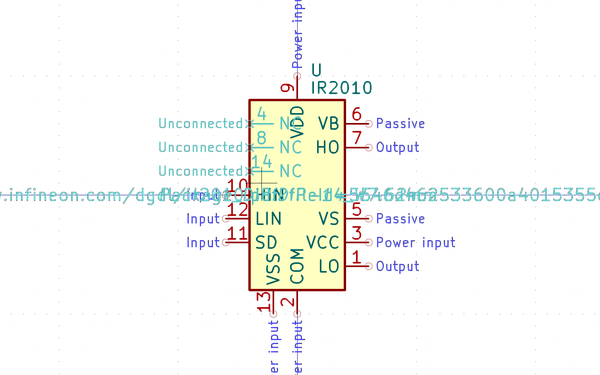 Power inpu
9
U
IR2010
Unconnected 4 NC
VDD
VB 6 Passive
Unconnected 8 NC
HO 7 Output
Unconnected 14 NC
10
Input 12 LIN
VS 5 Passive
Input 11 SD
VCC 3 Power input
LO 1 Output
VSS
COM
13
2
er input
er input